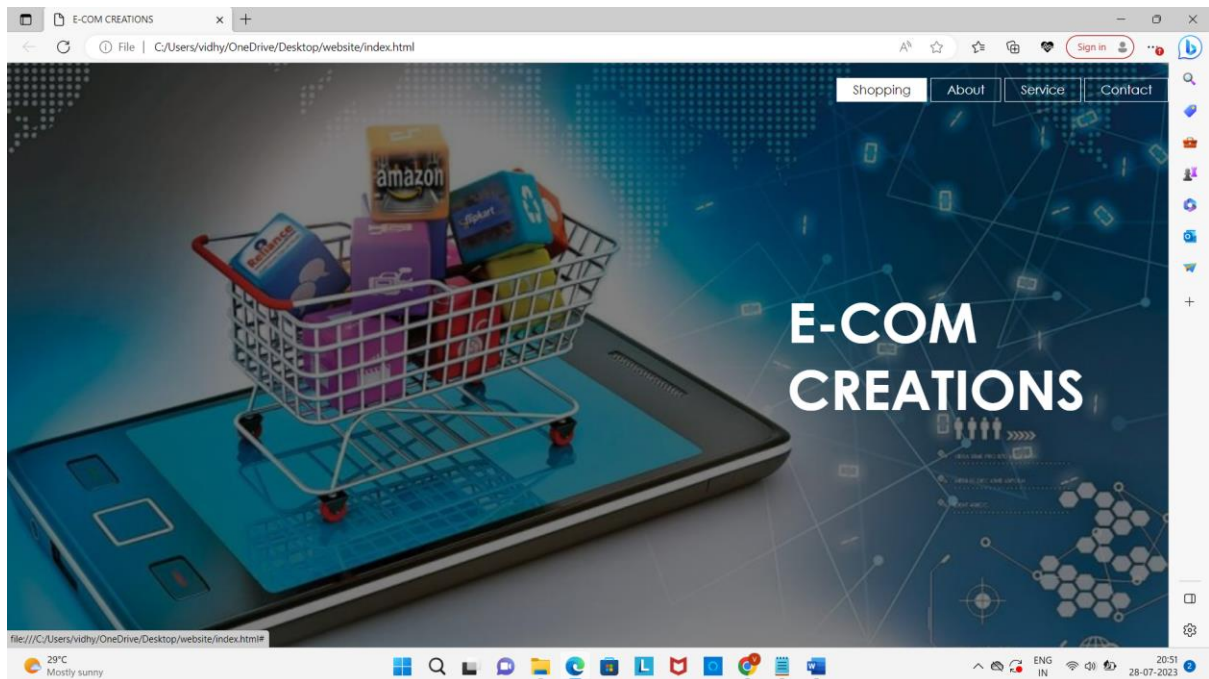 E-COM CREATIONS
File | C:/Users/vidhy/OneDrive/Desktop/website/index.html
Sign in
Shopping About Service Contact
amazon
flipkart
Reliance
E-COM
CREATIONS
file:///C:/Users/vidhy/OneDrive/Desktop/website/index.html#
29°C
Mostly sunny
ENG
IN
20:51
28-07-2023
2